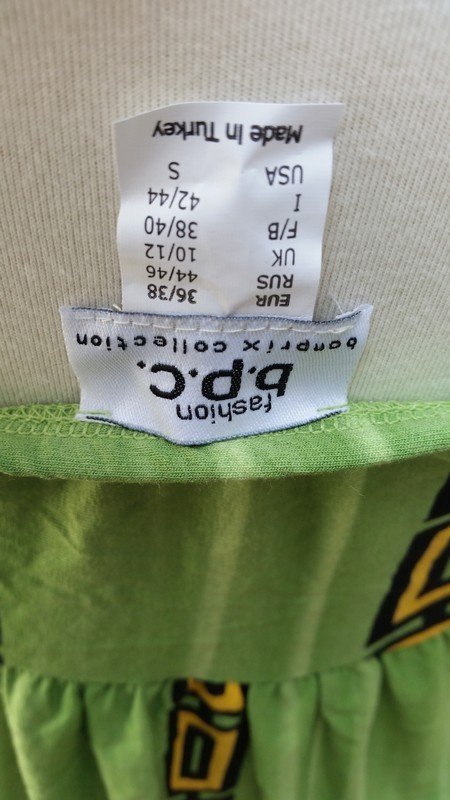 fashion
b.p.c.
bonprix collection
EUR 36/38
RUS 44/46
UK 10/12
F/B 38/40
I 42/44
USA S
Made In Turkey